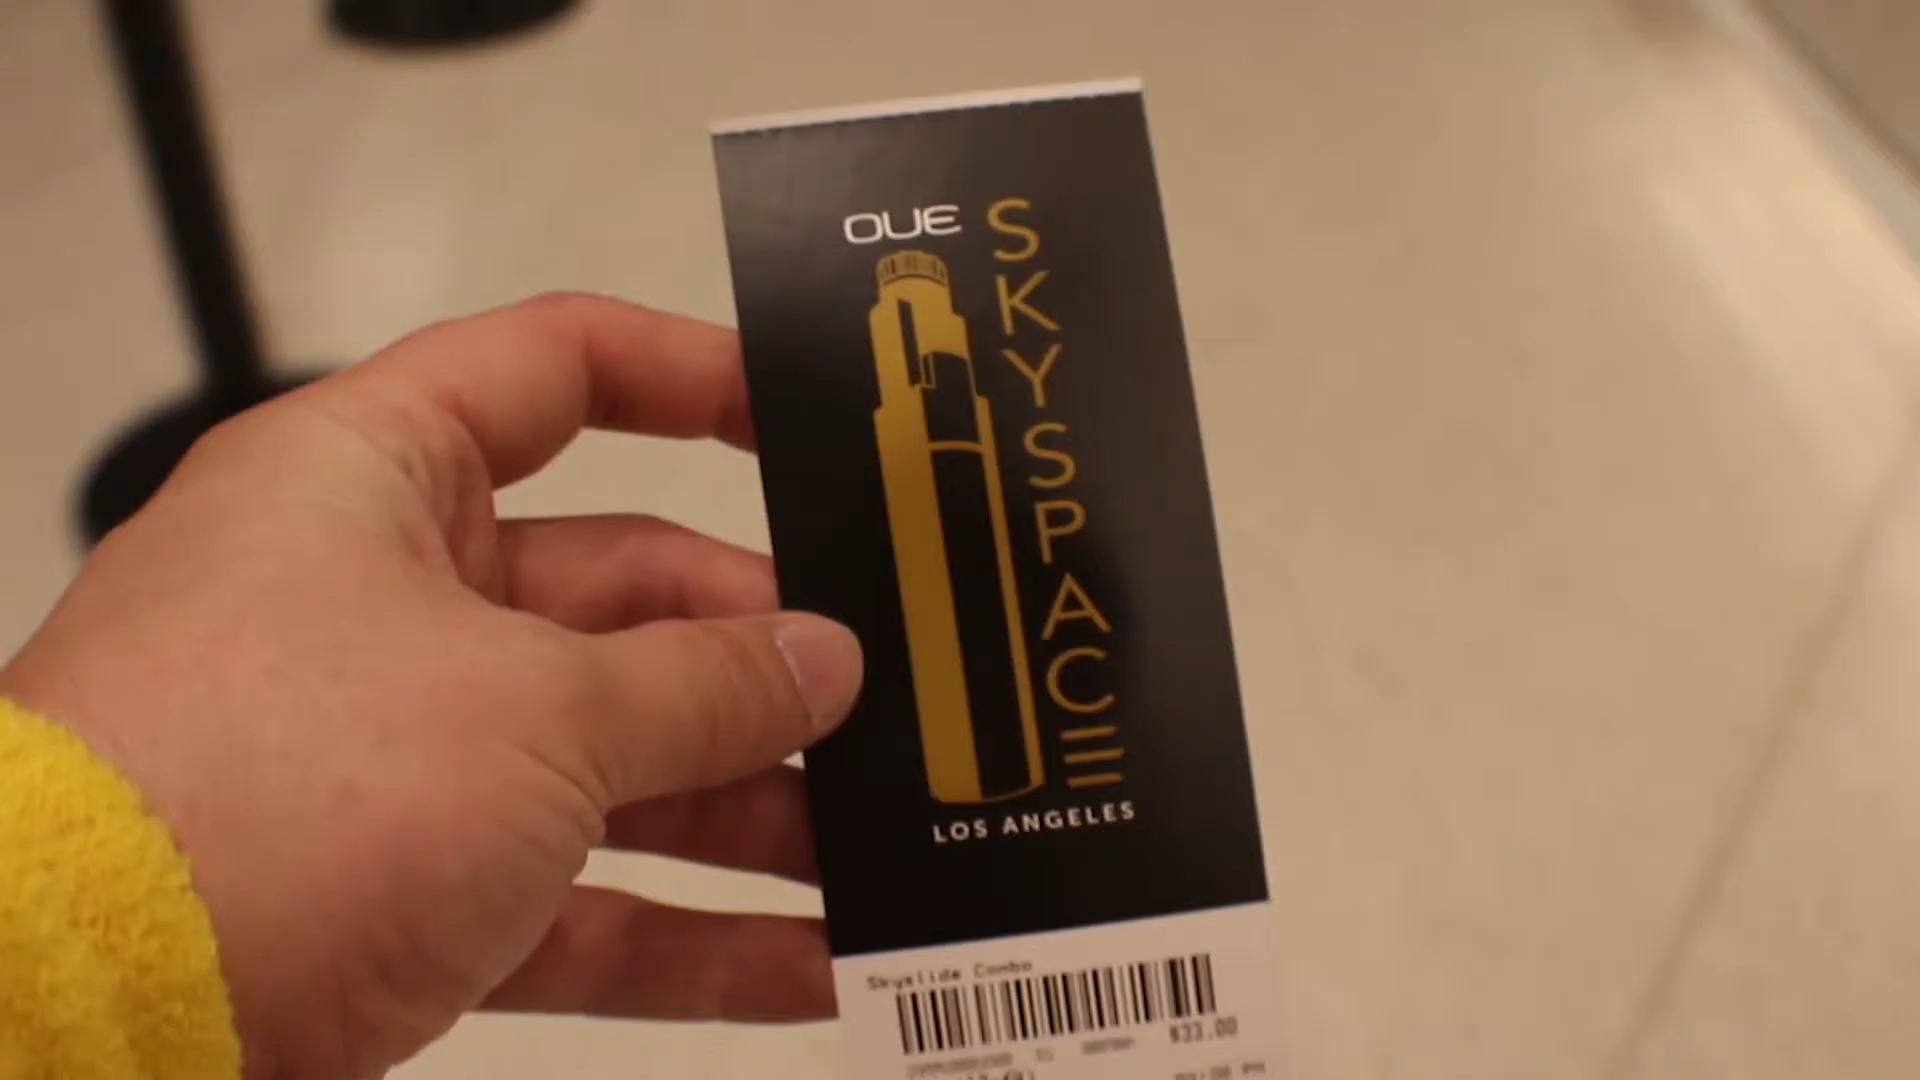 OUE
SKYSPACE
LOS ANGELES
Skyslide Combo
$33.00